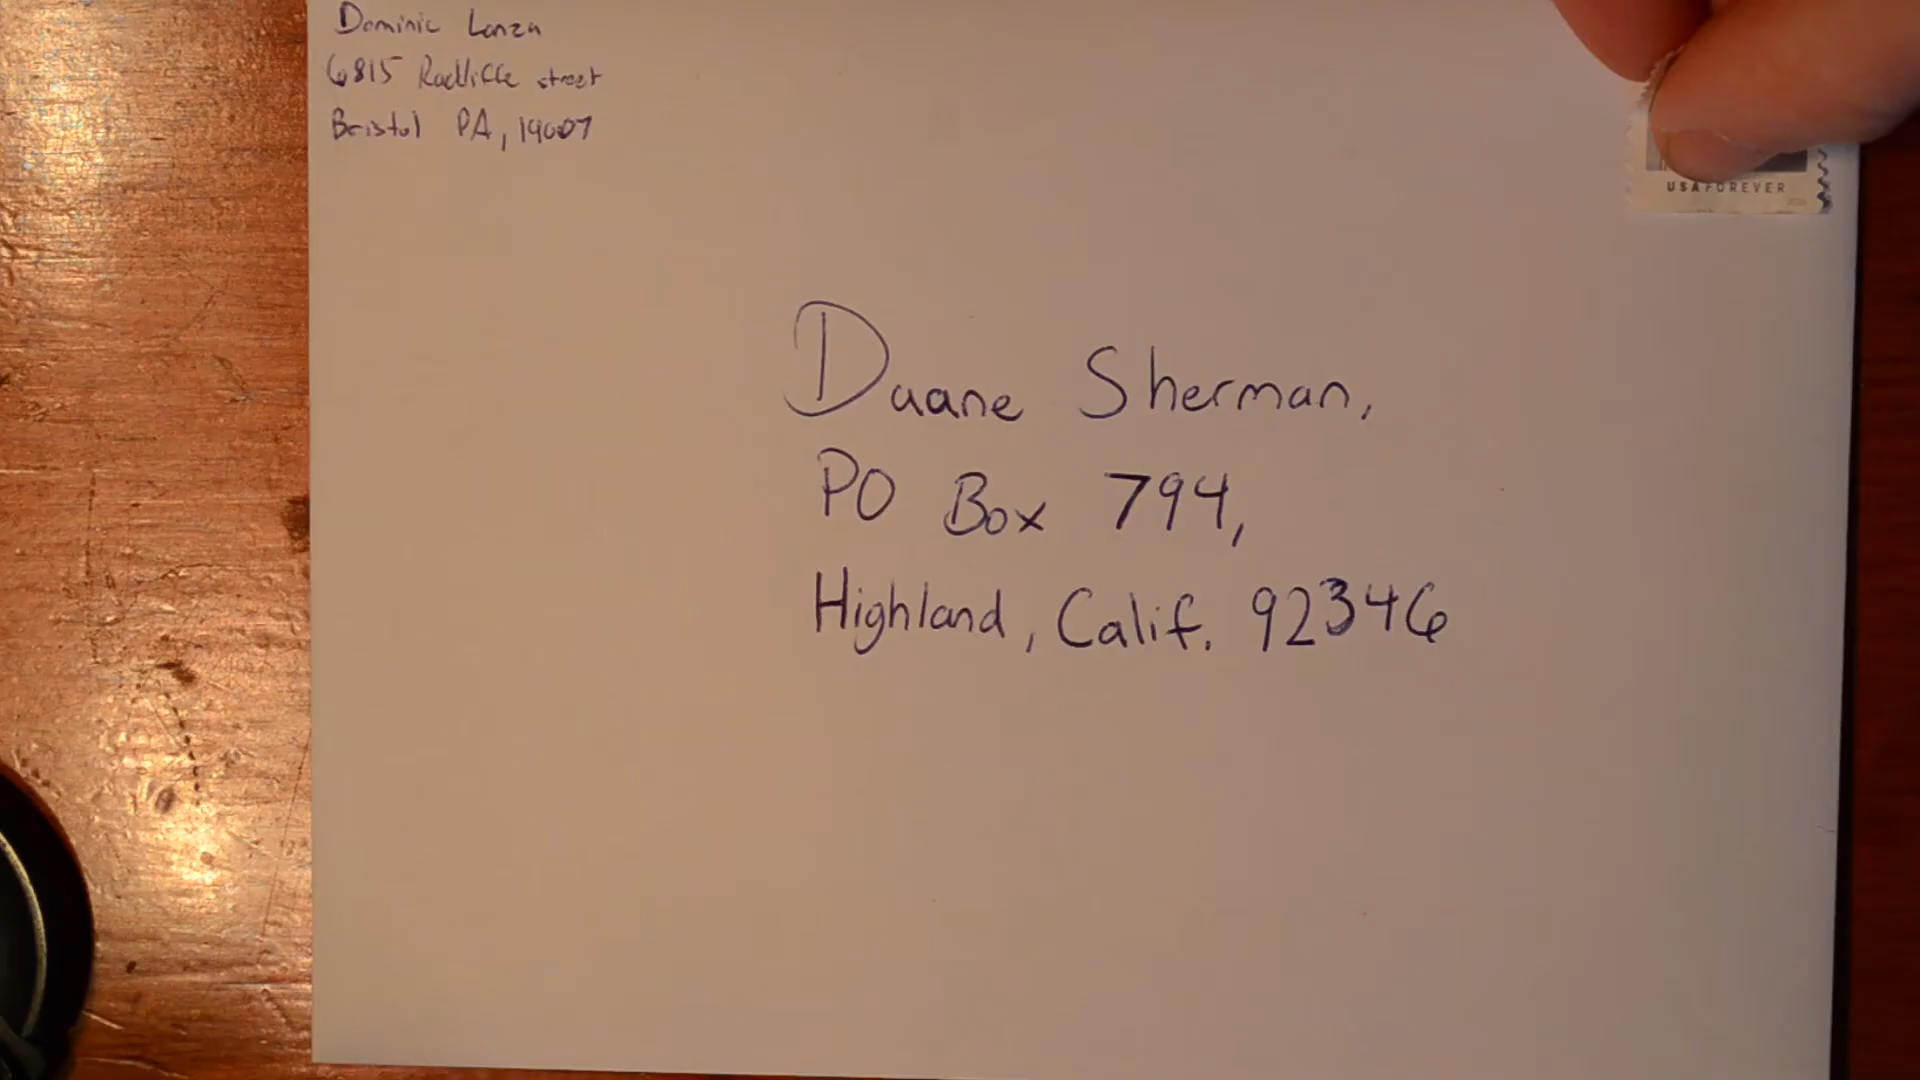 Dominic Lanza
6815 Radcliffe street
Bristol PA, 19007
USA FOREVER
Duane Sherman,
PO Box 794,
Highland, Calif. 92346